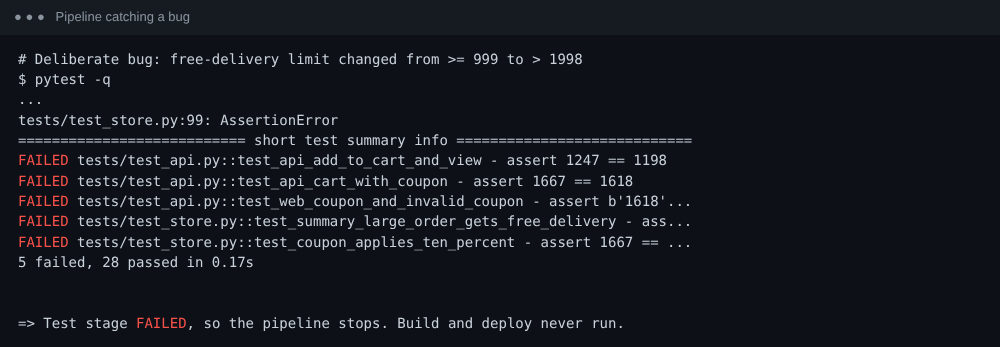 Pipeline catching a bug
# Deliberate bug: free-delivery limit changed from >= 999 to > 1998
$ pytest -q
...
tests/test_store.py:99: AssertionError
=========================== short test summary info ============================
FAILED tests/test_api.py::test_api_add_to_cart_and_view - assert 1247 == 1198
FAILED tests/test_api.py::test_api_cart_with_coupon - assert 1667 == 1618
FAILED tests/test_api.py::test_web_coupon_and_invalid_coupon - assert b'1618'...
FAILED tests/test_store.py::test_summary_large_order_gets_free_delivery - ass...
FAILED tests/test_store.py::test_coupon_applies_ten_percent - assert 1667 == ...
5 failed, 28 passed in 0.17s
=> Test stage FAILED, so the pipeline stops. Build and deploy never run.